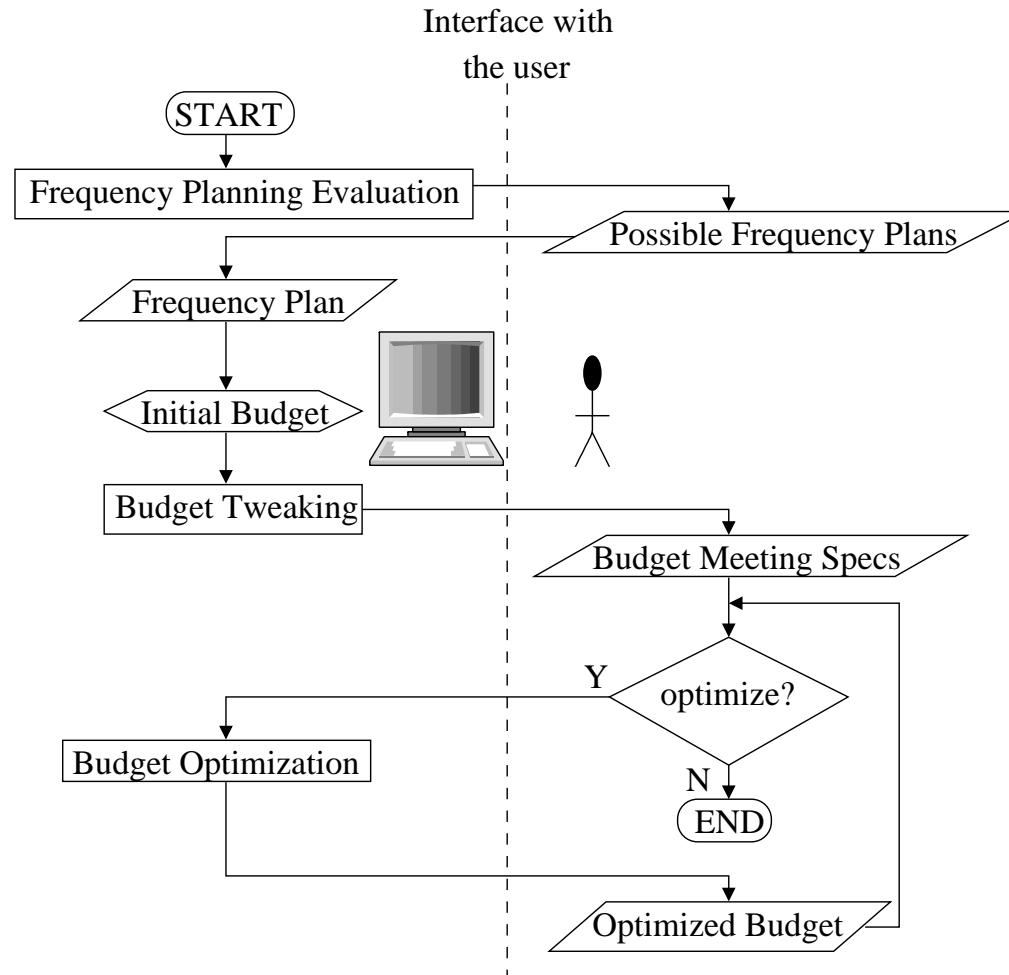 Interface with
the user
START
Frequency Planning Evaluation
Possible Frequency Plans
Frequency Plan
Initial Budget
Budget Tweaking
Budget Meeting Specs
Y
optimize?
Budget Optimization
N
END
Optimized Budget